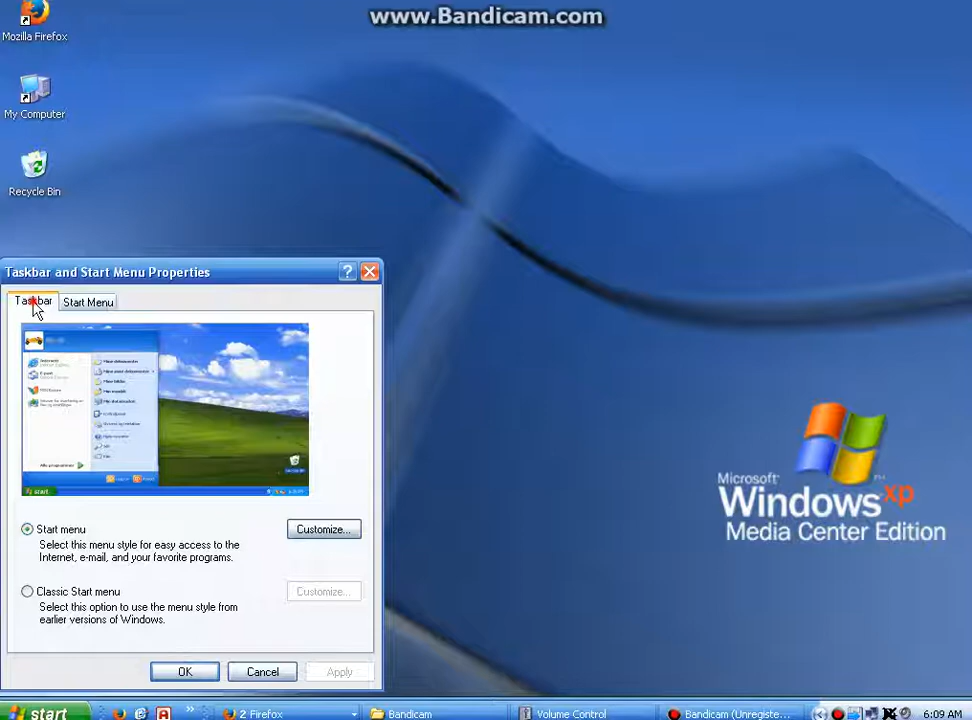 www.Bandicam.com
Mozilla Firefox
My Computer
Recycle Bin
Taskbar and Start Menu Properties
Taskbar
Start Menu
start
Start menu
Customize...
Select this menu style for easy access to the
Internet, e-mail, and your favorite programs.
Classic Start menu
Customize...
Select this option to use the menu style from
earlier versions of Windows.
OK
Cancel
Apply
Microsoft
Windows xp
Media Center Edition
start
2 Firefox
Bandicam
Volume Control
Bandicam (Unregiste...
6:09 AM